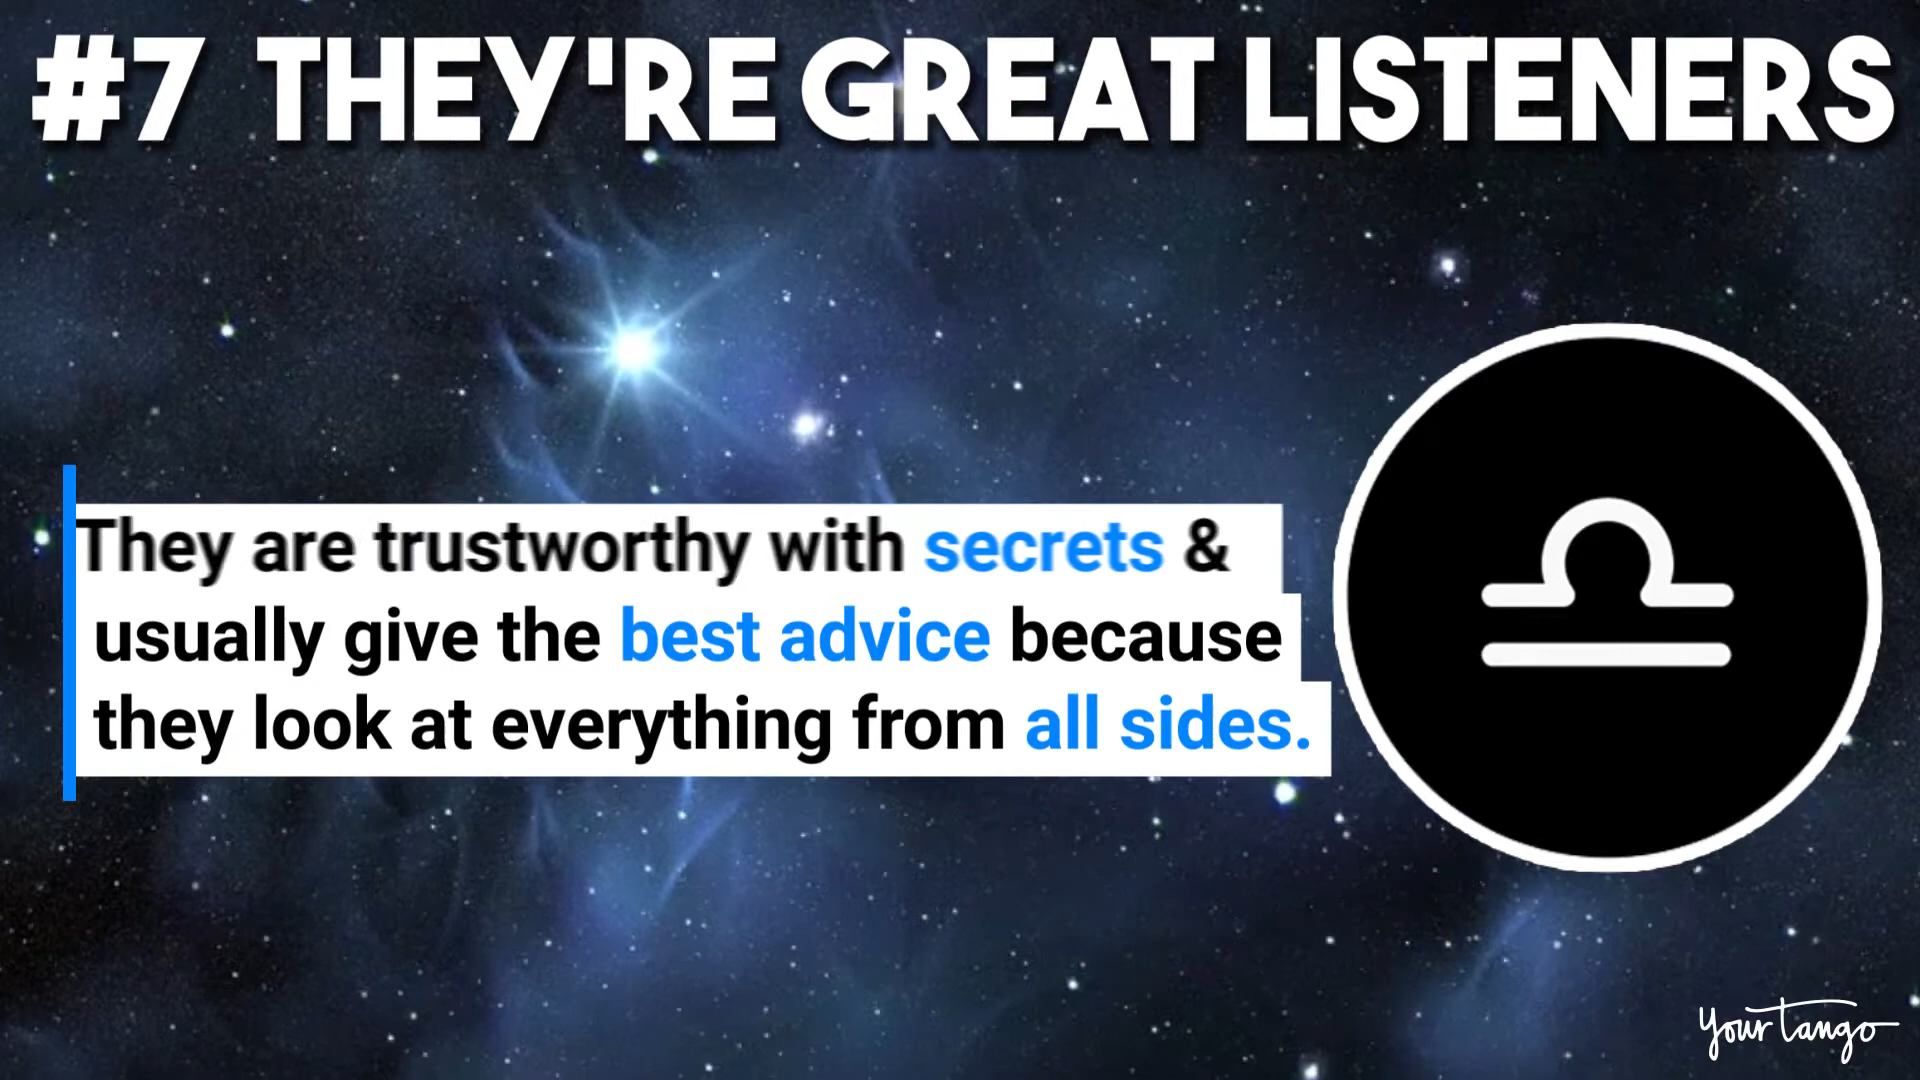 #7 THEY'RE GREAT LISTENERS
They are trustworthy with secrets &
usually give the best advice because
they look at everything from all sides.
yourtango